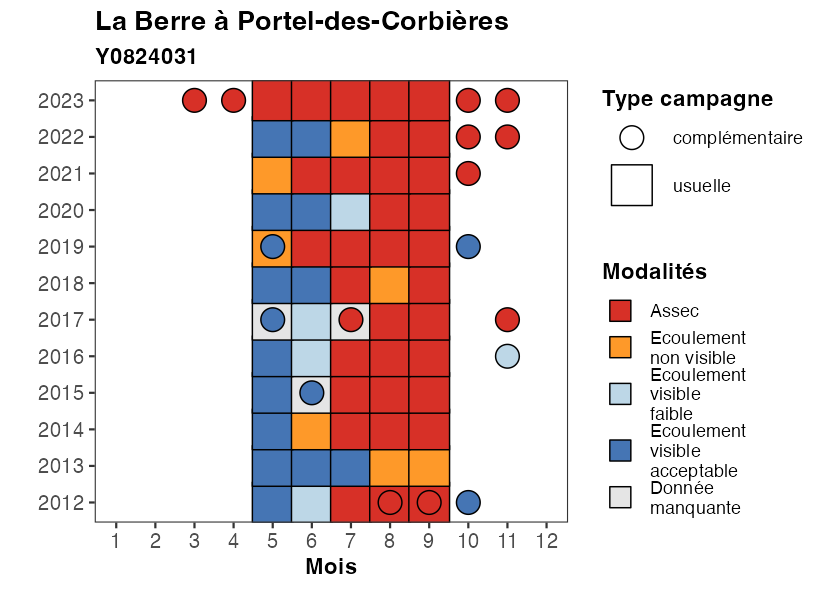 La Berre à Portel-des-Corbières
Y0824031
2023
2022
2021
2020
2019
2018
2017
2016
2015
2014
2013
2012
1 2 3 4 5 6 7 8 9 10 11 12
Mois
Type campagne
complémentaire
usuelle
Modalités
Assec
Ecoulement
non visible
Ecoulement
visible
faible
Ecoulement
visible
acceptable
Donnée
manquante